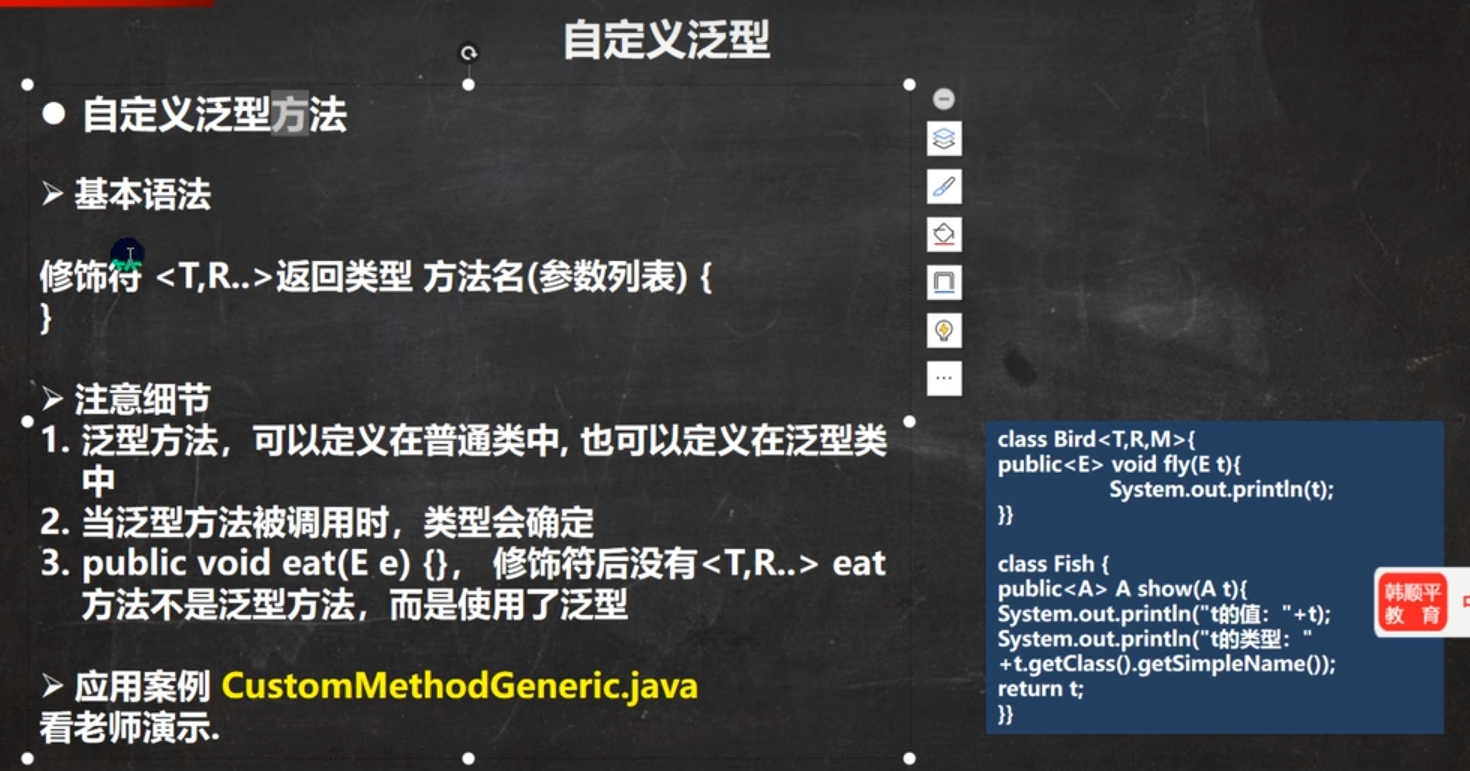 自定义泛型
● 自定义泛型方法
➢ 基本语法
修饰符 <T,R..>返回类型 方法名(参数列表) {
}
➢ 注意细节
1. 泛型方法，可以定义在普通类中, 也可以定义在泛型类
中
2. 当泛型方法被调用时，类型会确定
3. public void eat(E e) {}， 修饰符后没有<T,R..> eat
方法不是泛型方法，而是使用了泛型
➢ 应用案例 CustomMethodGeneric.java
看老师演示.
class Bird<T,R,M>{
public<E> void fly(E t){
System.out.println(t);
}}
class Fish {
public<A> A show(A t){
System.out.println("t的值："+t);
System.out.println("t的类型："
+t.getClass().getSimpleName());
return t;
}}
韩顺平
教 育